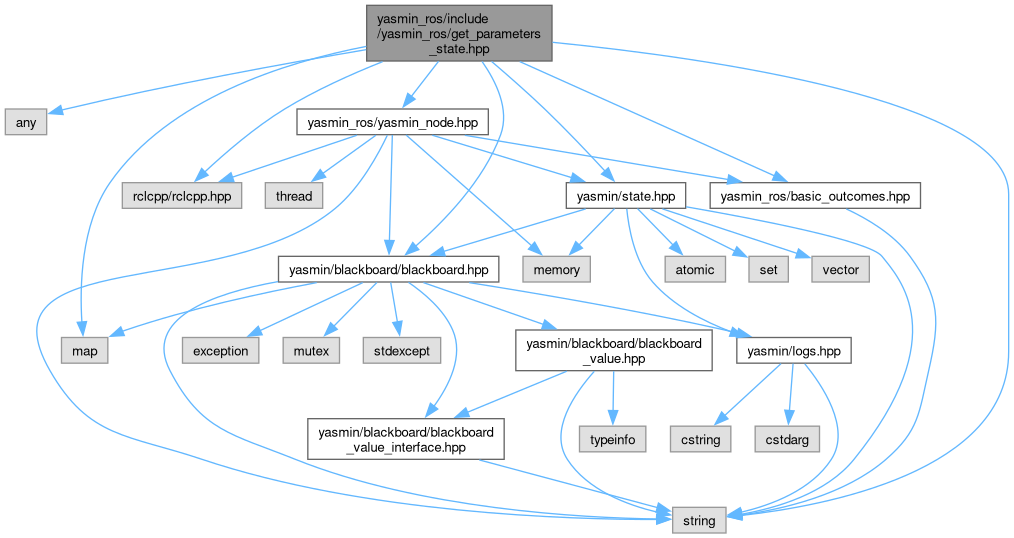 yasmin_ros/include
/yasmin_ros/get_parameters
_state.hpp
any
yasmin_ros/yasmin_node.hpp
rclcpp/rclcpp.hpp
thread
yasmin/state.hpp
yasmin_ros/basic_outcomes.hpp
yasmin/blackboard/blackboard.hpp
memory
atomic
set
vector
map
exception
mutex
stdexcept
yasmin/blackboard/blackboard
_value.hpp
yasmin/logs.hpp
yasmin/blackboard/blackboard
_value_interface.hpp
typeinfo
cstring
cstdarg
string